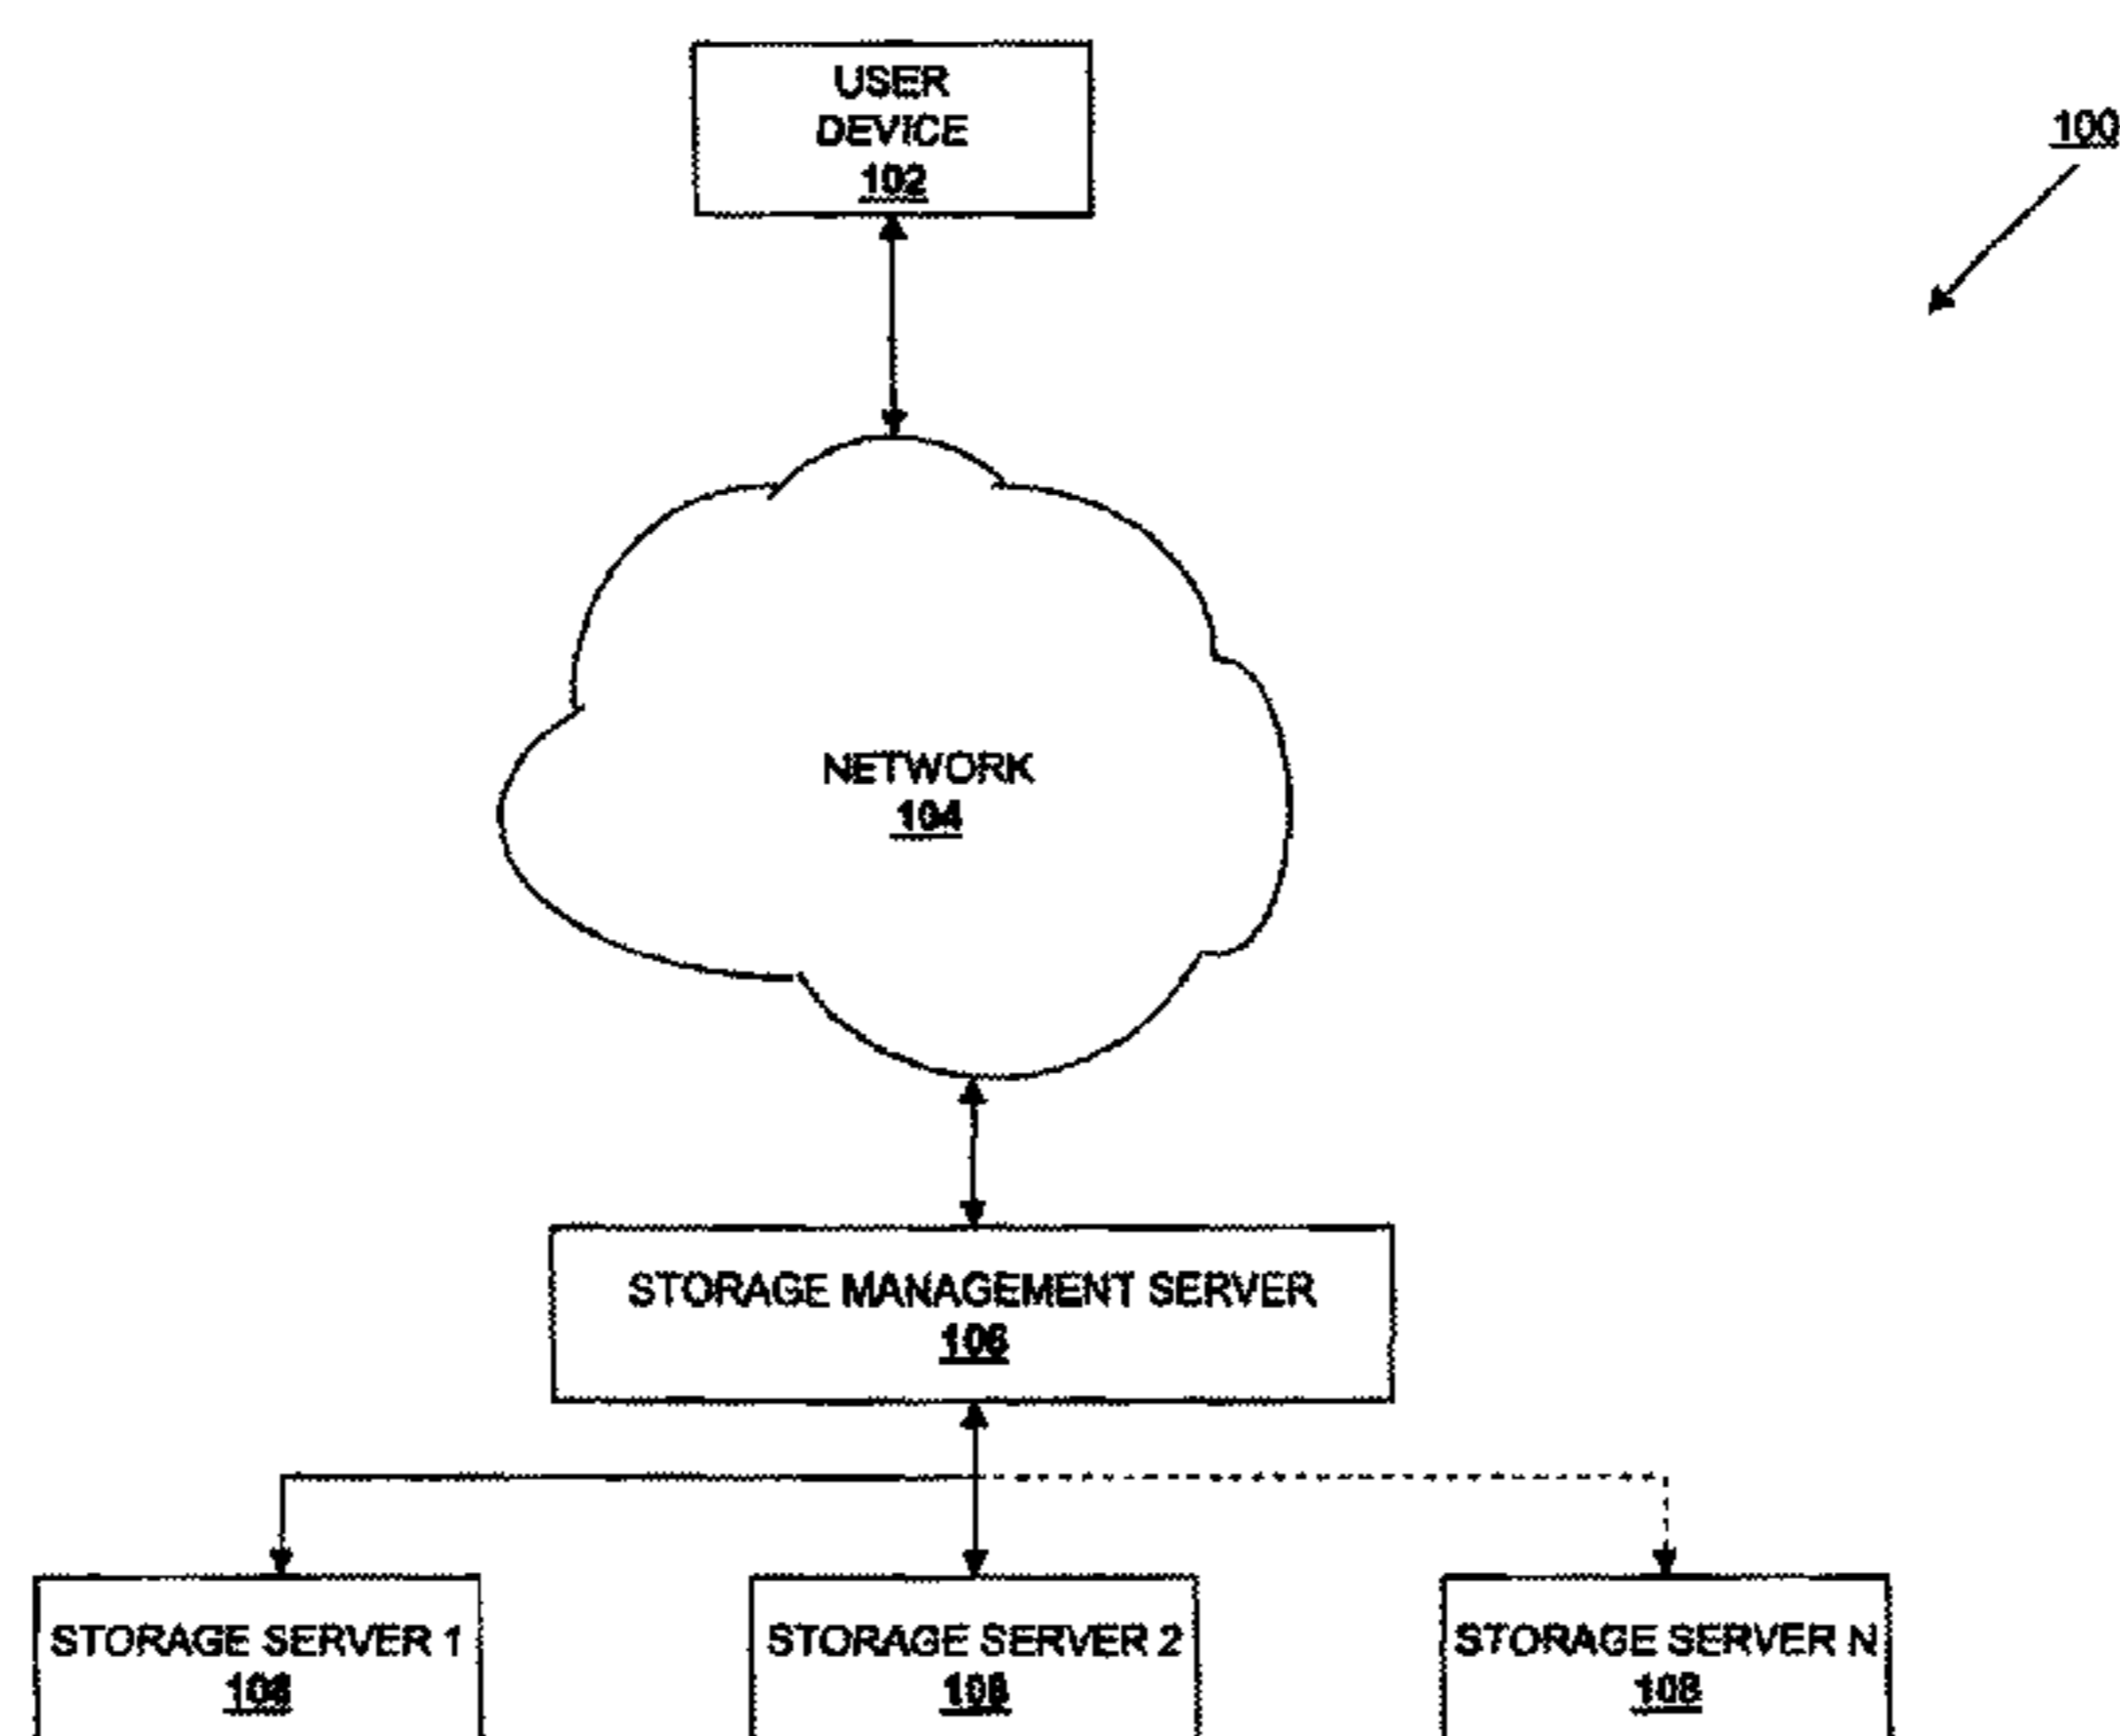 USER
DEVICE
102
100
NETWORK
104
STORAGE MANAGEMENT SERVER
106
STORAGE SERVER 1
108
STORAGE SERVER 2
108
STORAGE SERVER N
108